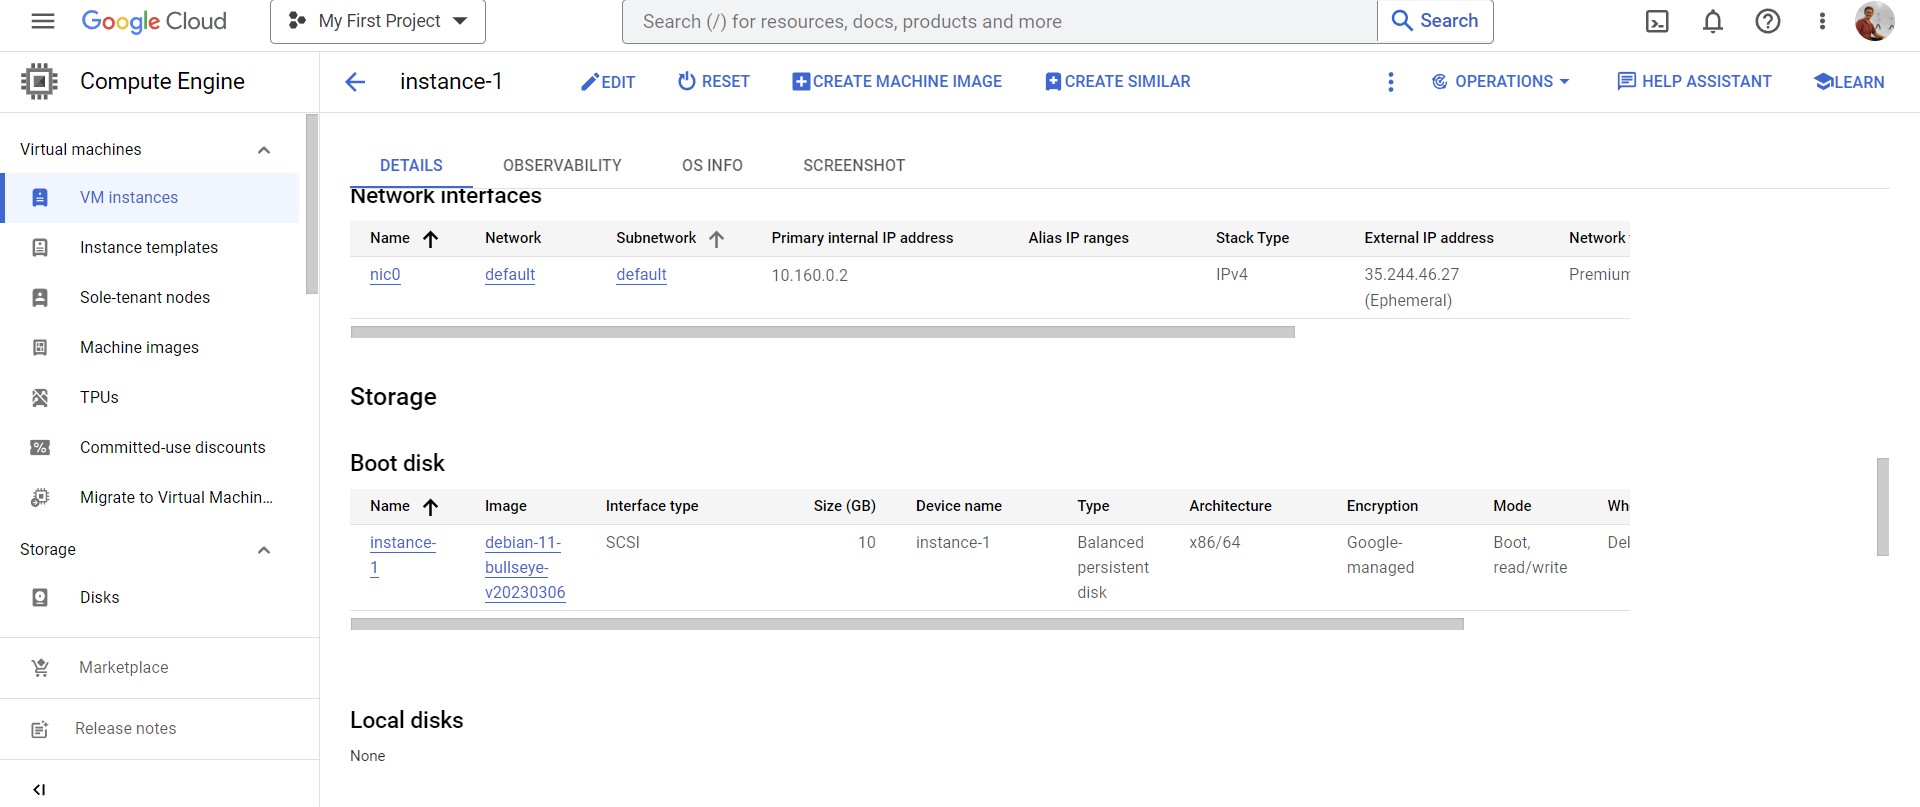 Google Cloud
My First Project
Search (/) for resources, docs, products and more
Search
Compute Engine
instance-1
EDIT
RESET
CREATE MACHINE IMAGE
CREATE SIMILAR
OPERATIONS
HELP ASSISTANT
LEARN
Virtual machines
VM instances
Instance templates
Sole-tenant nodes
Machine images
TPUs
Committed-use discounts
Migrate to Virtual Machin...
Storage
Disks
Marketplace
Release notes
DETAILS OBSERVABILITY OS INFO SCREENSHOT
Network interfaces
Name Network Subnetwork Primary internal IP address Alias IP ranges Stack Type External IP address Network
nic0 default default 10.160.0.2 IPv4 35.244.46.27 Premium
(Ephemeral)
Storage
Boot disk
Name Image Interface type Size (GB) Device name Type Architecture Encryption Mode
instance- debian-11- SCSI 10 instance-1 Balanced x86/64 Google- Boot,
1 bullseye- persistent managed read/write
v20230306 disk
Local disks
None